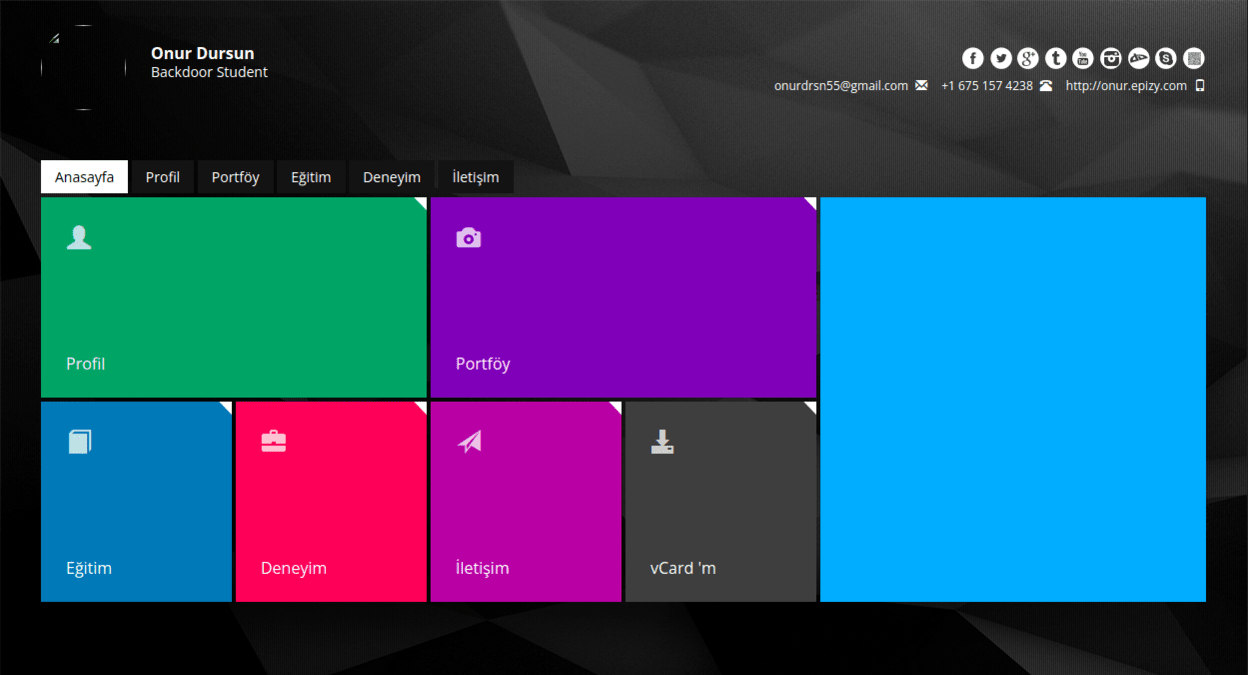 Onur Dursun
Backdoor Student
onurdrsn55@gmail.com +1 675 157 4238 http://onur.epizy.com
Anasayfa Profil Portföy Eğitim Deneyim İletişim
Profil Portföy
Eğitim Deneyim İletişim vCard 'm